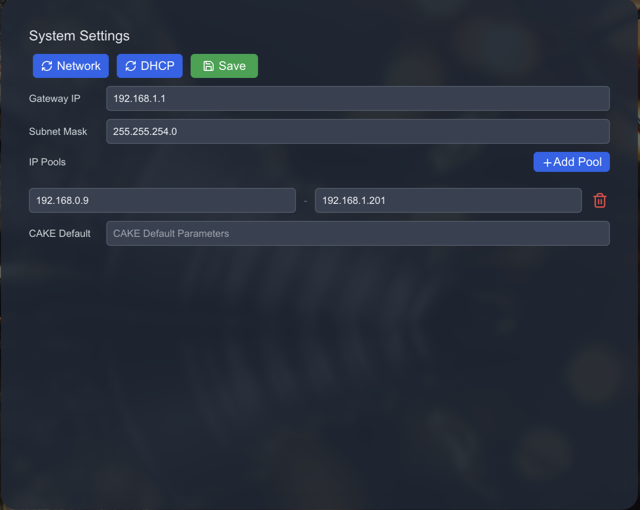 System Settings
Network DHCP Save
Gateway IP 192.168.1.1
Subnet Mask 255.255.254.0
IP Pools +Add Pool
192.168.0.9 - 192.168.1.201
CAKE Default CAKE Default Parameters